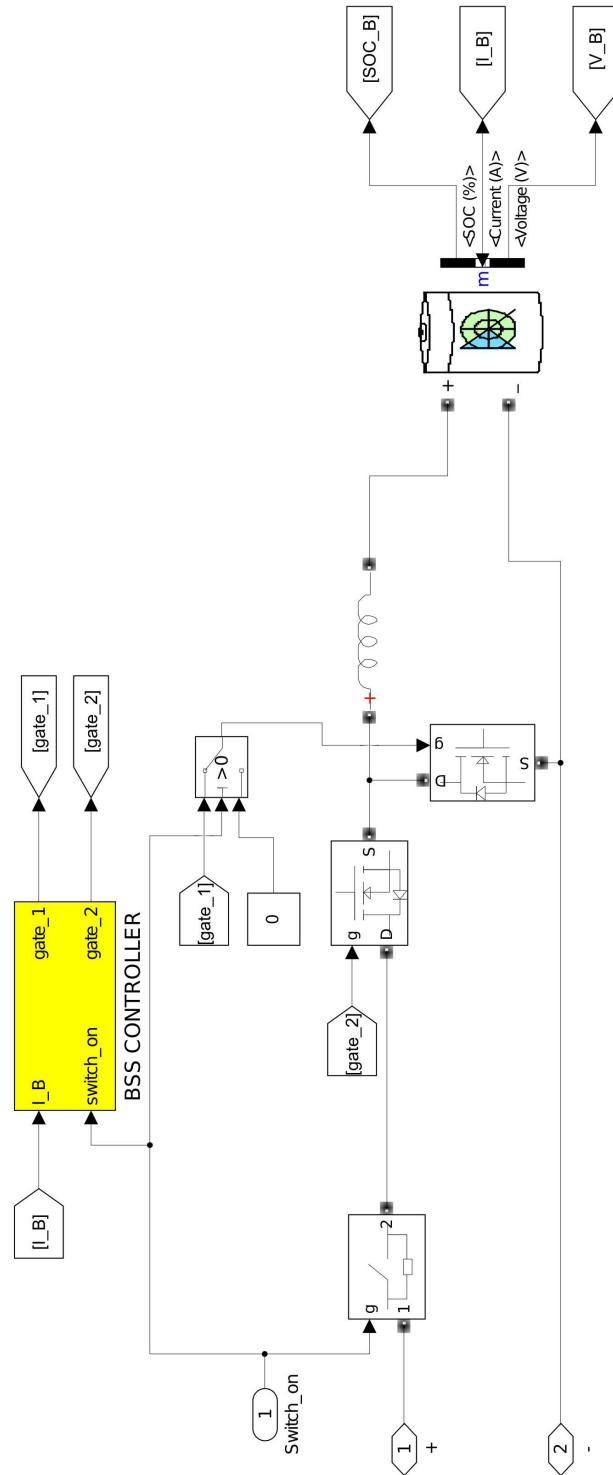 [I_B]
I_B
switch_on
gate_1
gate_2
BSS CONTROLLER
[gate_1]
[gate_2]
1
Switch_on
[gate_1]
0
>0
g
1
2
1
+
[gate_2]
g
D
S
+
g
D
S
+
-
m
<SOC (%)>
<Current (A)>
<Voltage (V)>
[SOC_B]
[I_B]
[V_B]
2
-